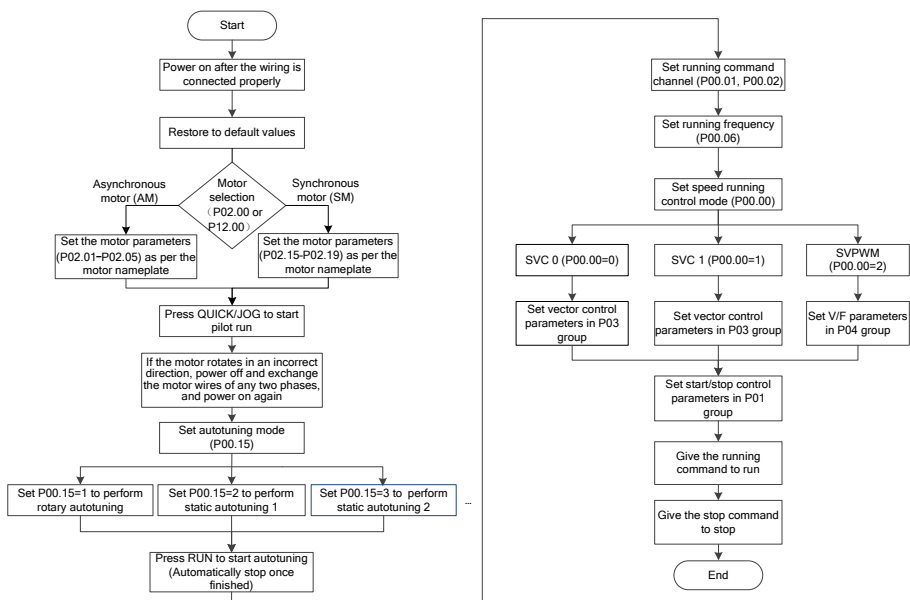 Start
Power on after the wiring is
connected properly
Restore to default values
Asynchronous
motor (AM)
Motor
selection
(P02.00 or
P12.00)
Synchronous
motor (SM)
Set the motor parameters
(P02.01–P02.05) as per the
motor nameplate
Set the motor parameters
(P02.15-P02.19) as per the
motor nameplate
Press QUICK/JOG to start
pilot run
If the motor rotates in an incorrect
direction, power off and exchange
the motor wires of any two phases,
and power on again
Set autotuning mode
(P00.15)
Set P00.15=1 to perform
rotary autotuning
Set P00.15=2 to perform
static autotuning 1
Set P00.15=3 to perform
static autotuning 2
...
Press RUN to start autotuning
(Automatically stop once
finished)
Set running command
channel (P00.01, P00.02)
Set running frequency
(P00.06)
Set speed running
control mode (P00.00)
SVC 0 (P00.00=0)
SVC 1 (P00.00=1)
SVPWM
(P00.00=2)
Set vector control
parameters in P03
group
Set vector control
parameters in P03 group
Set V/F parameters
in P04 group
Set start/stop control
parameters in P01
group
Give the running
command to run
Give the stop command
to stop
End